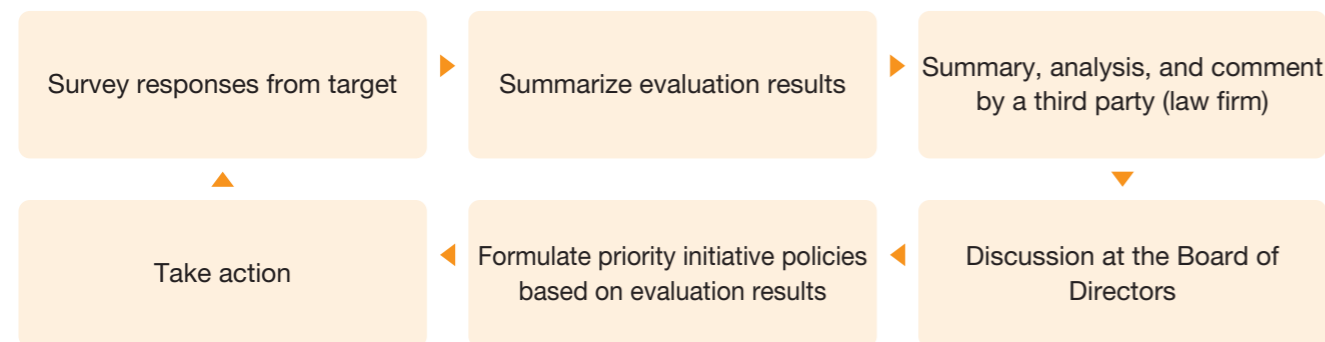 Survey responses from target
Summarize evaluation results
Summary, analysis, and comment
by a third party (law firm)
Take action
Formulate priority initiative policies
based on evaluation results
Discussion at the Board of
Directors